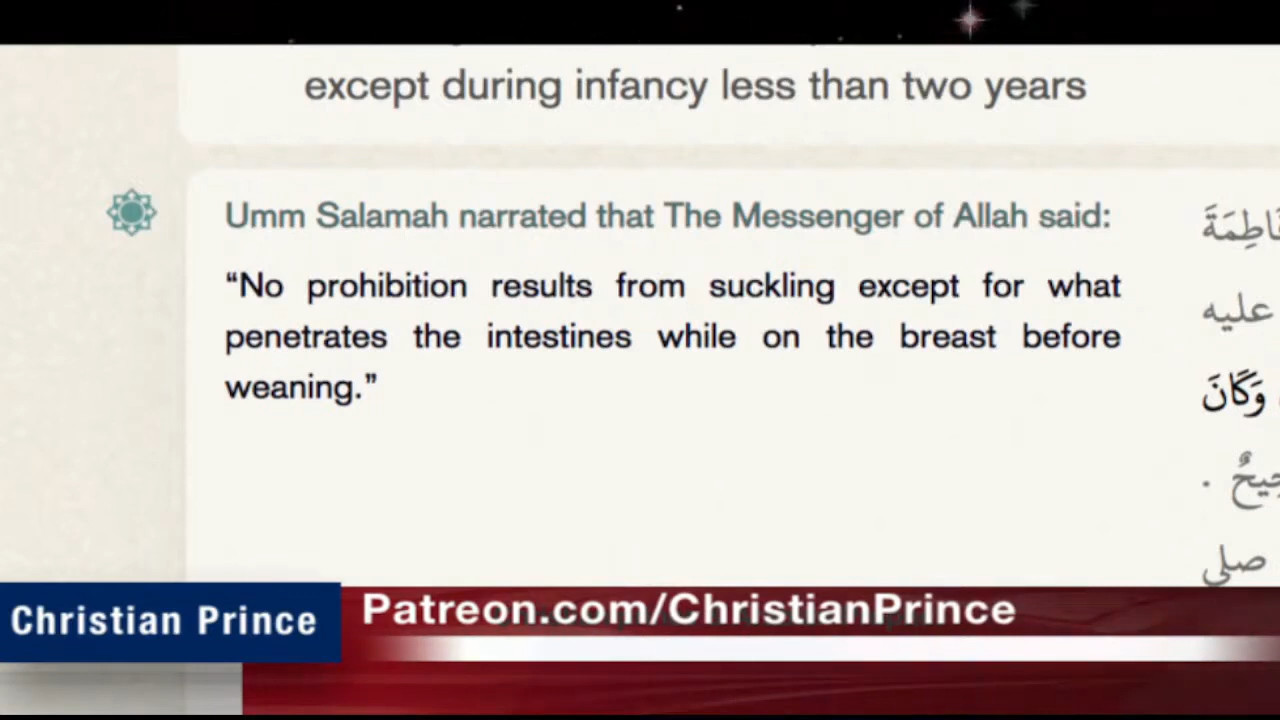 except during infancy less than two years
Umm Salamah narrated that The Messenger of Allah said:
“No prohibition results from suckling except for what
penetrates the intestines while on the breast before
weaning.”
عليه
وَكَانَ
صلى
Christian Prince
Patreon.com/ChristianPrince